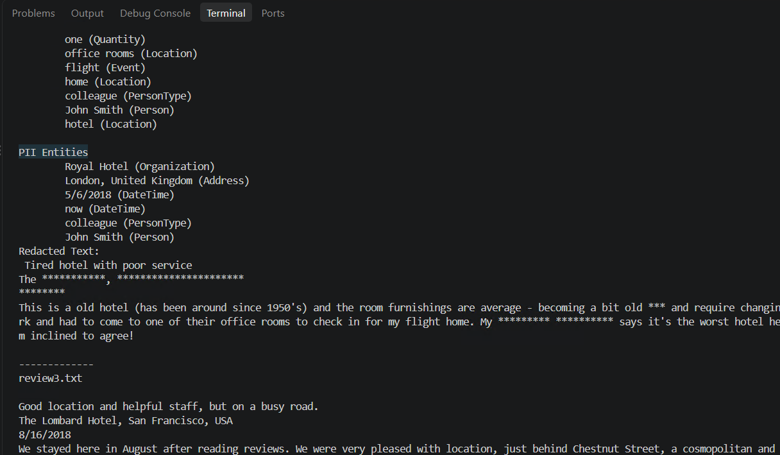 Problems Output Debug Console Terminal Ports
one (Quantity)
office rooms (Location)
flight (Event)
home (Location)
colleague (PersonType)
John Smith (Person)
hotel (Location)
PII Entities
Royal Hotel (Organization)
London, United Kingdom (Address)
5/6/2018 (DateTime)
now (DateTime)
colleague (PersonType)
John Smith (Person)
Redacted Text:
Tired hotel with poor service
The ***********, **********************
********
This is a old hotel (has been around since 1950's) and the room furnishings are average - becoming a bit old *** and require changin
rk and had to come to one of their office rooms to check in for my flight home. My ********* ********** says it's the worst hotel he
m inclined to agree!
-------------
review3.txt
Good location and helpful staff, but on a busy road.
The Lombard Hotel, San Francisco, USA
8/16/2018
We stayed here in August after reading reviews. We were very pleased with location, just behind Chestnut Street, a cosmopolitan and